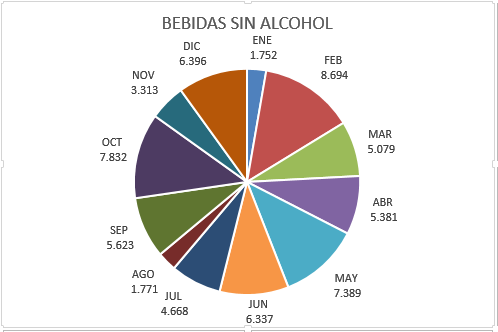 BEBIDAS SIN ALCOHOL
ENE
1.752
FEB
8.694
MAR
5.079
ABR
5.381
MAY
7.389
JUN
6.337
JUL
4.668
AGO
1.771
SEP
5.623
OCT
7.832
NOV
3.313
DIC
6.396